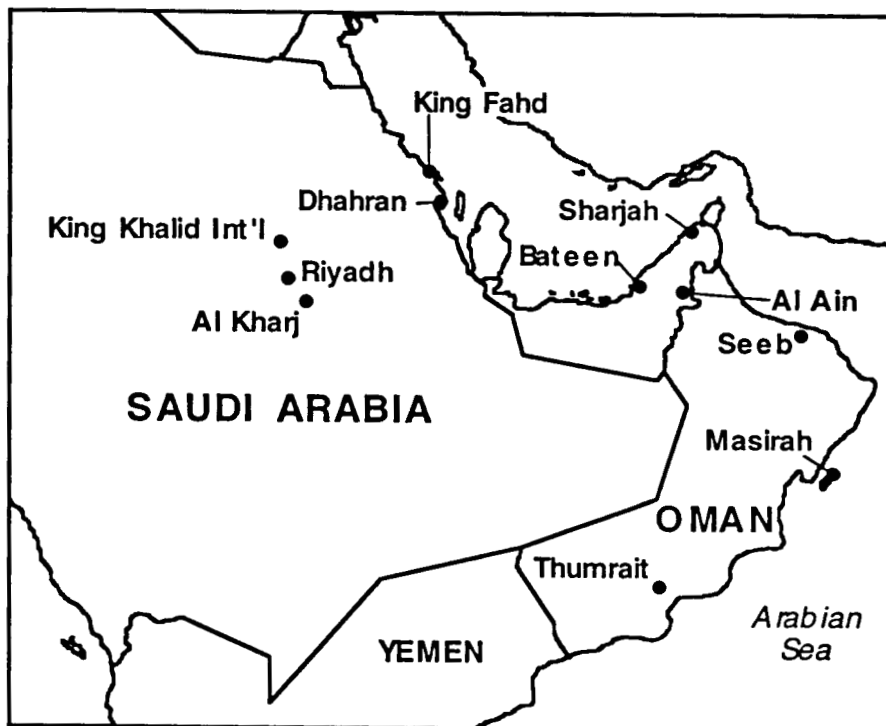 King Fahd
Dhahran
Sharjah
King Khalid Int'l
Bateen
Riyadh
Al Ain
Al Kharj
Seeb
SAUDI ARABIA
Masirah
OMAN
Thumrait
Arabian
Sea
YEMEN